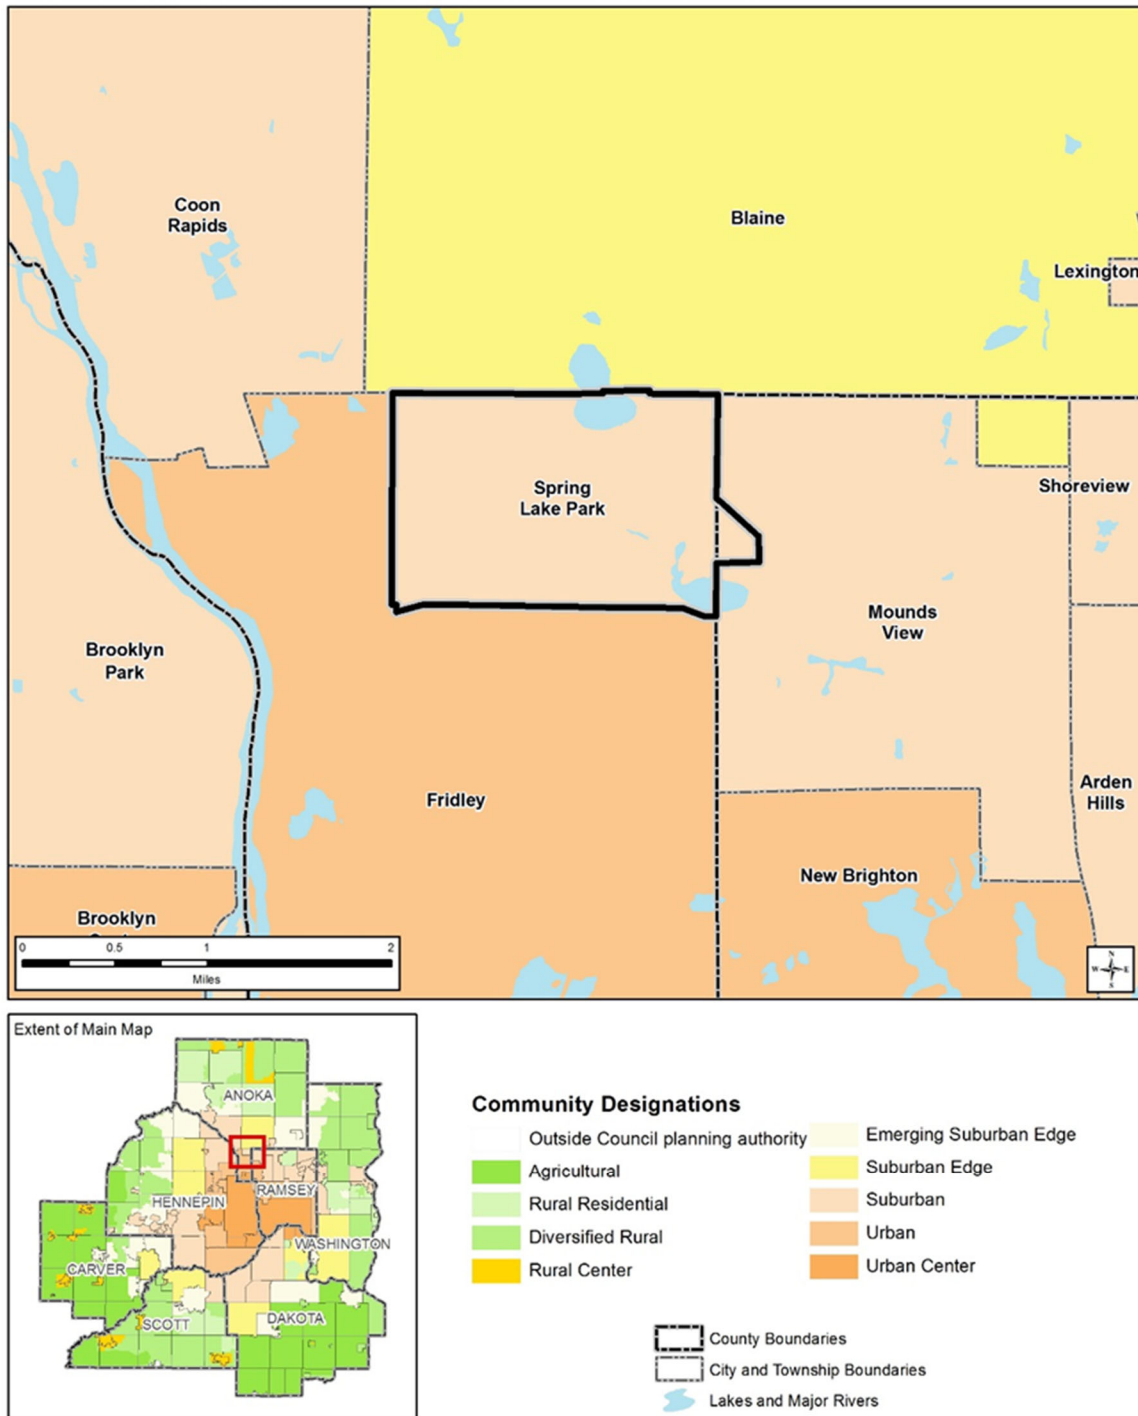 Coon
Rapids
Blaine
Lexington
Spring
Lake Park
Shoreview
Mounds
View
Brooklyn
Park
Fridley
Arden
Hills
New Brighton
Brooklyn
0 0.5 1 2
Miles
N
W E
S
Extent of Main Map
ANOKA
HENNEPIN
RAMSEY
WASHINGTON
CARVER
SCOTT
DAKOTA
Community Designations
Outside Council planning authority
Agricultural
Rural Residential
Diversified Rural
Rural Center
Emerging Suburban Edge
Suburban Edge
Suburban
Urban
Urban Center
County Boundaries
City and Township Boundaries
Lakes and Major Rivers